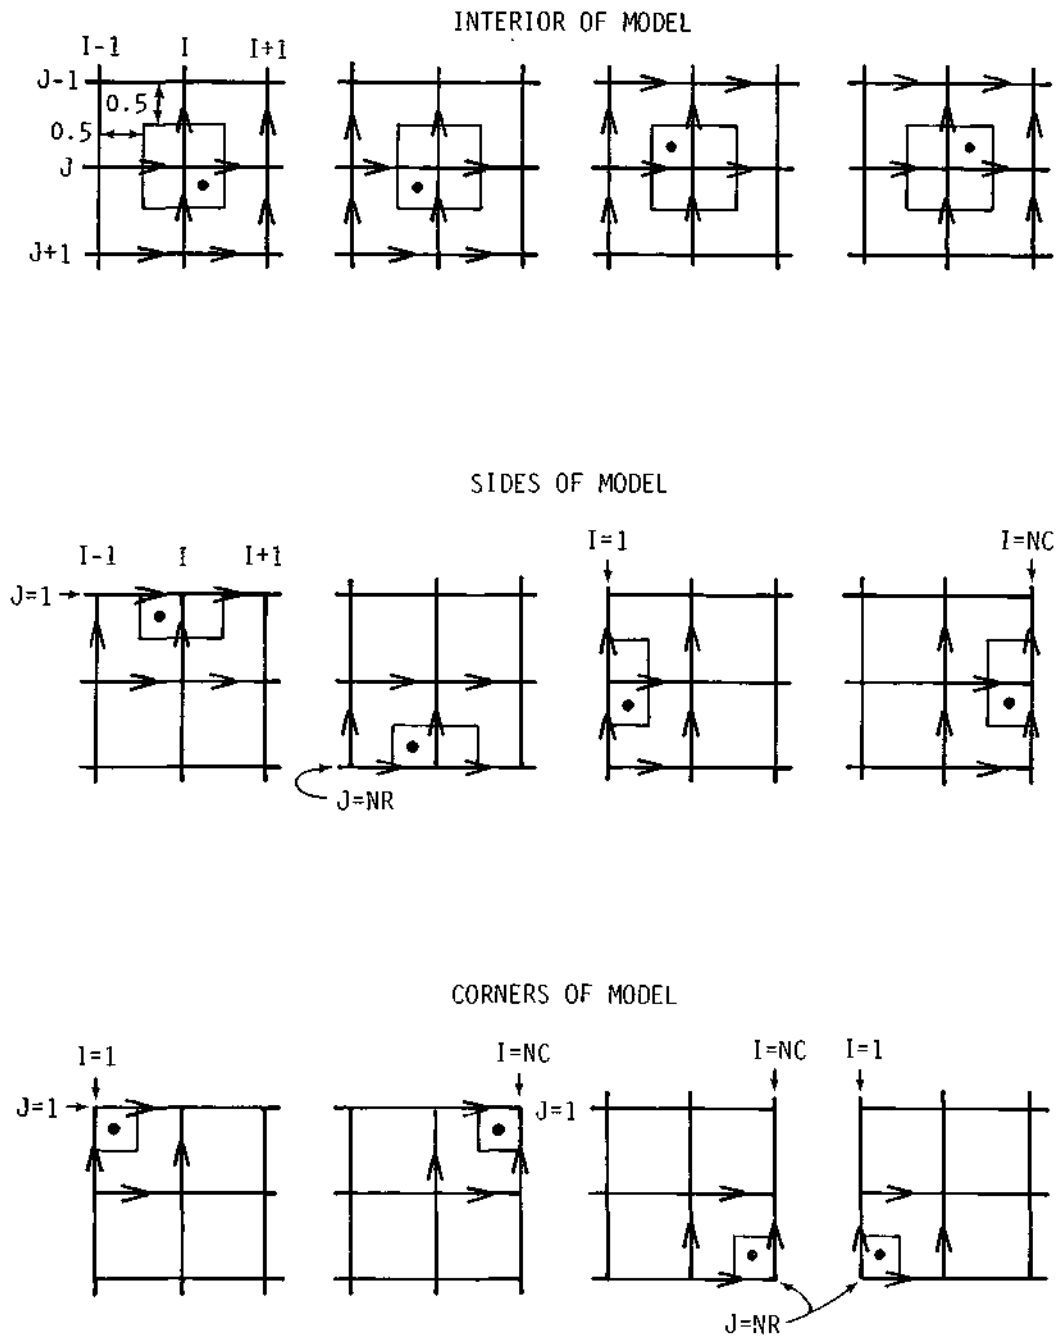 INTERIOR OF MODEL
I-1 I I+1
J-1
0.5
0.5
J
J+1
SIDES OF MODEL
I-1 I I+1
I=1
I=NC
J=1
J=NR
CORNERS OF MODEL
I=1
I=NC
I=NC
I=1
J=1
J=1
J=NR